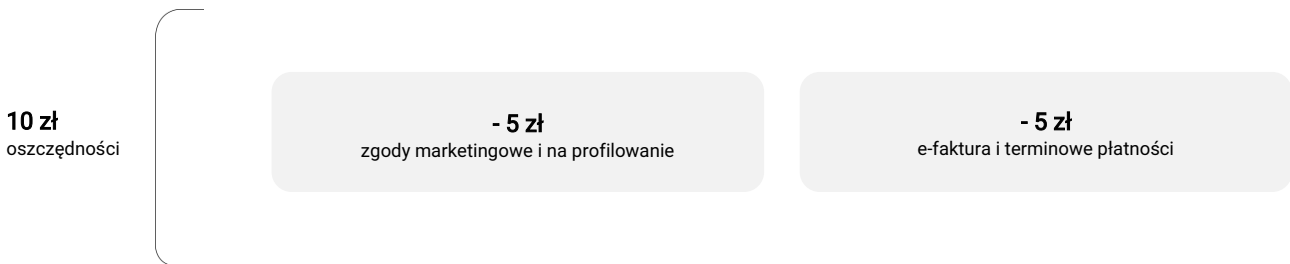 10 zł
oszczędności
- 5 zł
zgody marketingowe i na profilowanie
- 5 zł
e-faktura i terminowe płatności